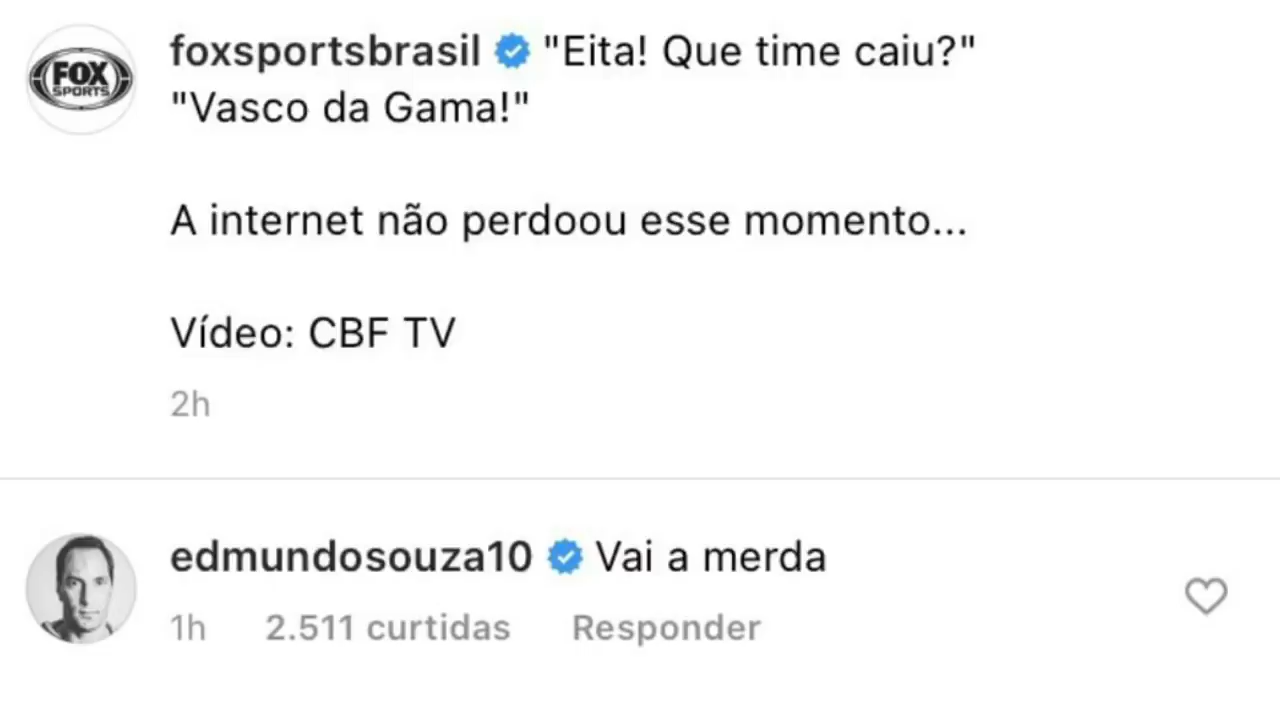 FOX
SPORTS
foxsportsbrasil "Eita! Que time caiu?"
"Vasco da Gama!"
A internet não perdoou esse momento...
Vídeo: CBF TV
2h
edmundosouza10 Vai a merda
1h 2.511 curtidas Responder